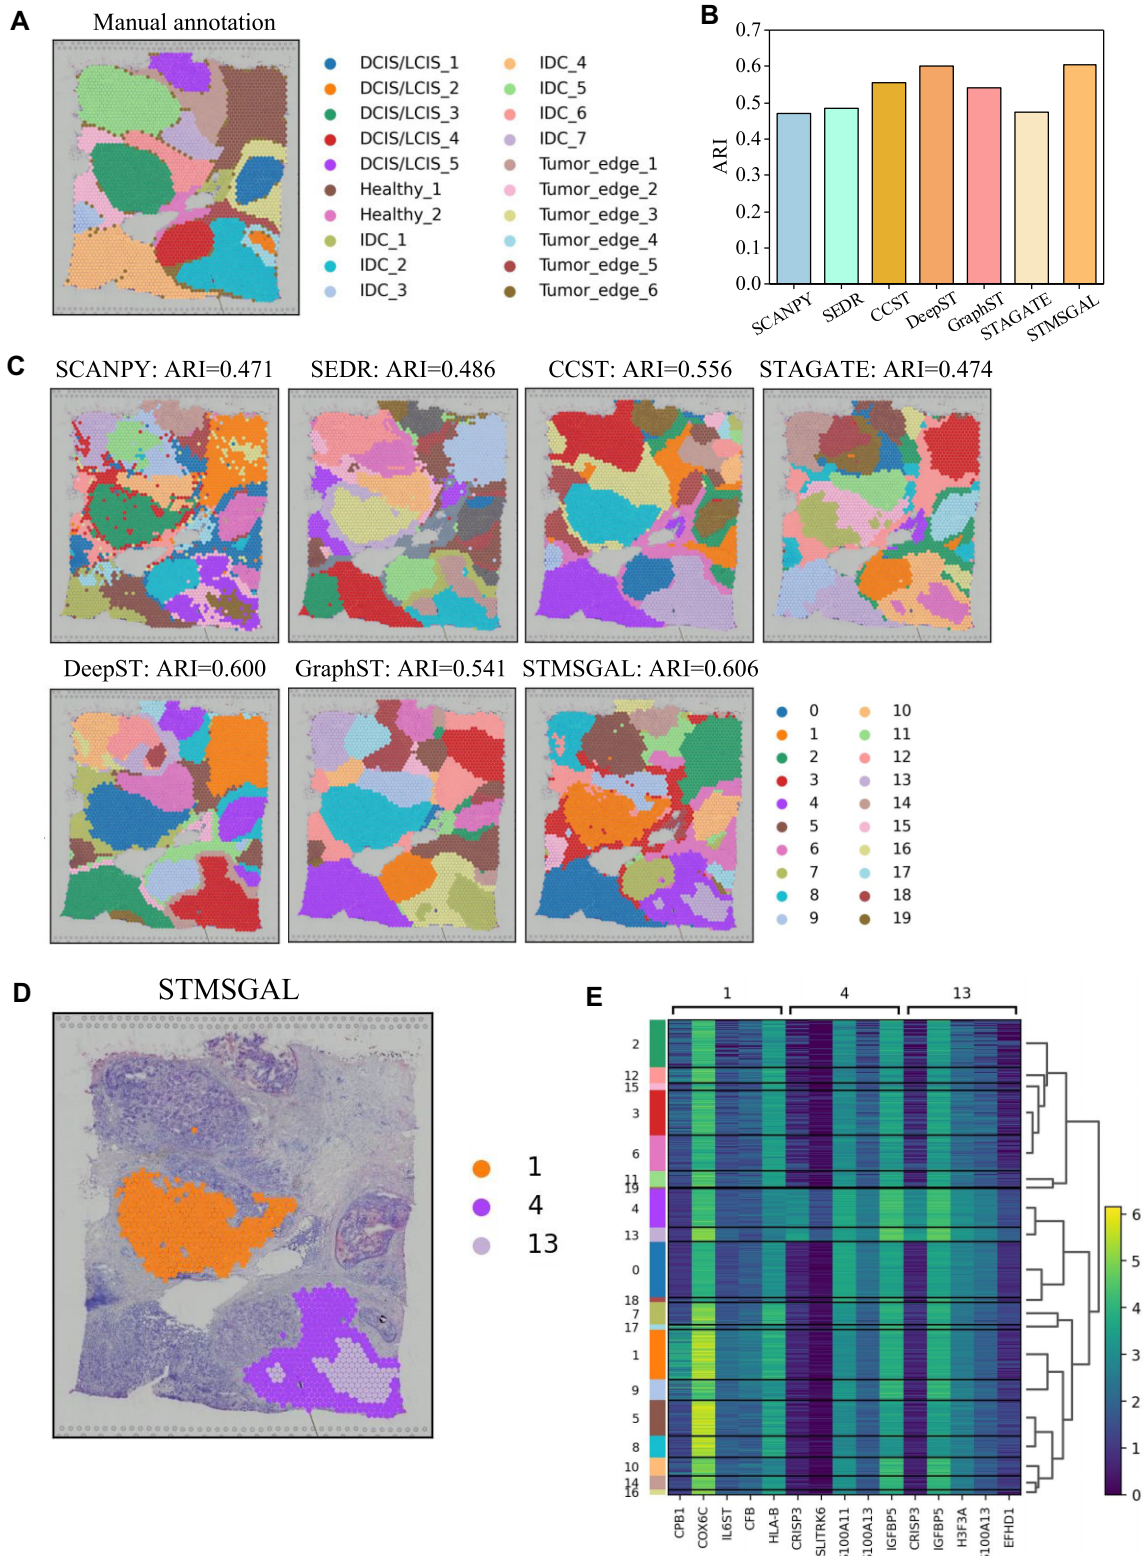 A
Manual annotation
DCIS/LCIS_1
DCIS/LCIS_2
DCIS/LCIS_3
DCIS/LCIS_4
DCIS/LCIS_5
Healthy_1
Healthy_2
IDC_1
IDC_2
IDC_3
IDC_4
IDC_5
IDC_6
IDC_7
Tumor_edge_1
Tumor_edge_2
Tumor_edge_3
Tumor_edge_4
Tumor_edge_5
Tumor_edge_6
B
ARI
0.7
0.6
0.5
0.4
0.3
0.2
0.1
0.0
SCANPY
SEDR
CCST
DeepST
GraphST
STAGATE
STMSGAL
C
SCANPY: ARI=0.471
SEDR: ARI=0.486
CCST: ARI=0.556
STAGATE: ARI=0.474
DeepST: ARI=0.600
GraphST: ARI=0.541
STMSGAL: ARI=0.606
0
1
2
3
4
5
6
7
8
9
10
11
12
13
14
15
16
17
18
19
D
STMSGAL
1
4
13
E
1
4
13
2
12
15
3
6
11
19
4
13
0
18
7
17
1
9
5
8
10
14
16
CPB1
COX6C
IL6ST
CFB
HLA-B
CRISP3
SLITRK6
S100A11
S100A13
IGFBP5
CRISP3
IGFBP5
H3F3A
S100A13
EFHD1
6
5
4
3
2
1
0